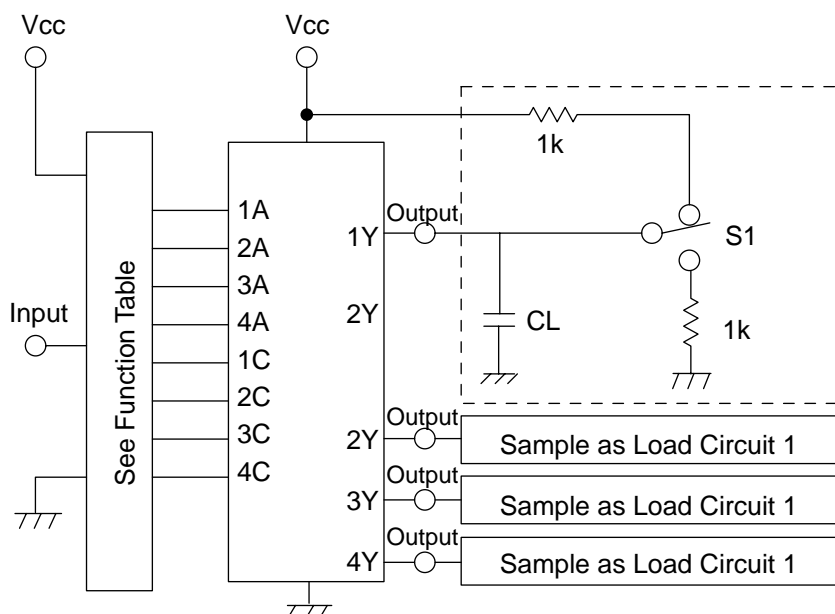 Vcc
Vcc
1k
Output
1A
1Y
S1
2A
3A
Input
4A
2Y
CL
1k
1C
2C
Output
3C
2Y
Sample as Load Circuit 1
4C
Output
3Y
Sample as Load Circuit 1
Output
4Y
Sample as Load Circuit 1
See Function Table